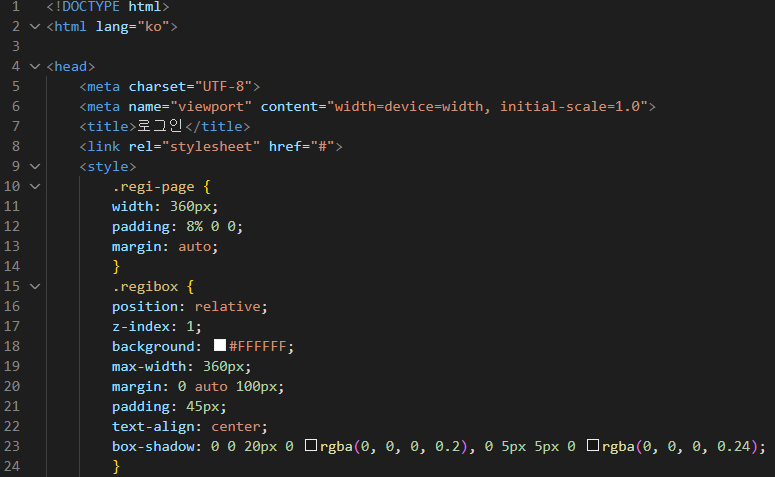 1 <!DOCTYPE html>
2 <html lang="ko">
3
4 <head>
5 <meta charset="UTF-8">
6 <meta name="viewport" content="width=device=width, initial-scale=1.0">
7 <title>로그인</title>
8 <link rel="stylesheet" href="#">
9 <style>
10 .regi-page {
11 width: 360px;
12 padding: 8% 0 0;
13 margin: auto;
14 }
15 .regibox {
16 position: relative;
17 z-index: 1;
18 background: #FFFFFF;
19 max-width: 360px;
20 margin: 0 auto 100px;
21 padding: 45px;
22 text-align: center;
23 box-shadow: 0 0 20px 0 rgba(0, 0, 0, 0.2), 0 5px 5px 0 rgba(0, 0, 0, 0.24);
24 }